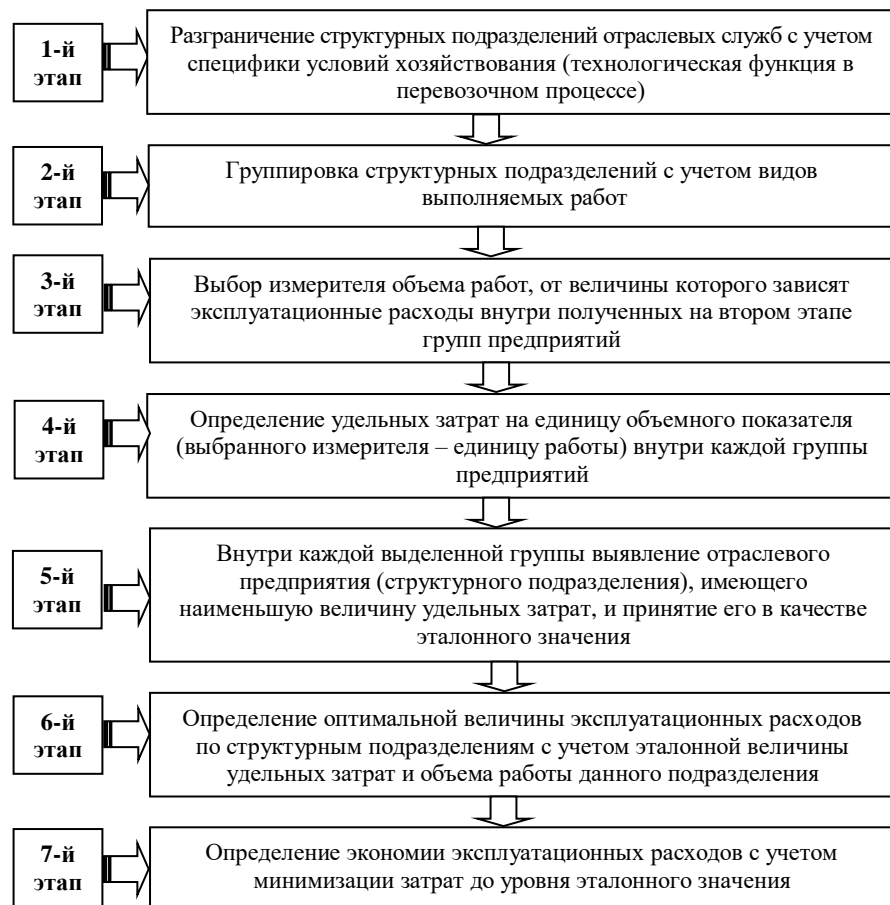 1-й
этап
Разграничение структурных подразделений отраслевых служб с учетом
специфики условий хозяйствования (технологическая функция в
перевозочном процессе)
2-й
этап
Группировка структурных подразделений с учетом видов
выполняемых работ
3-й
этап
Выбор измерителя объема работ, от величины которого зависят
эксплуатационные расходы внутри полученных на втором этапе
групп предприятий
4-й
этап
Определение удельных затрат на единицу объемного показателя
(выбранного измерителя – единицу работы) внутри каждой группы
предприятий
5-й
этап
Внутри каждой выделенной группы выявление отраслевого
предприятия (структурного подразделения), имеющего
наименьшую величину удельных затрат, и принятие его в качестве
эталонного значения
6-й
этап
Определение оптимальной величины эксплуатационных расходов
по структурным подразделениям с учетом эталонной величины
удельных затрат и объема работы данного подразделения
7-й
этап
Определение экономии эксплуатационных расходов с учетом
минимизации затрат до уровня эталонного значения